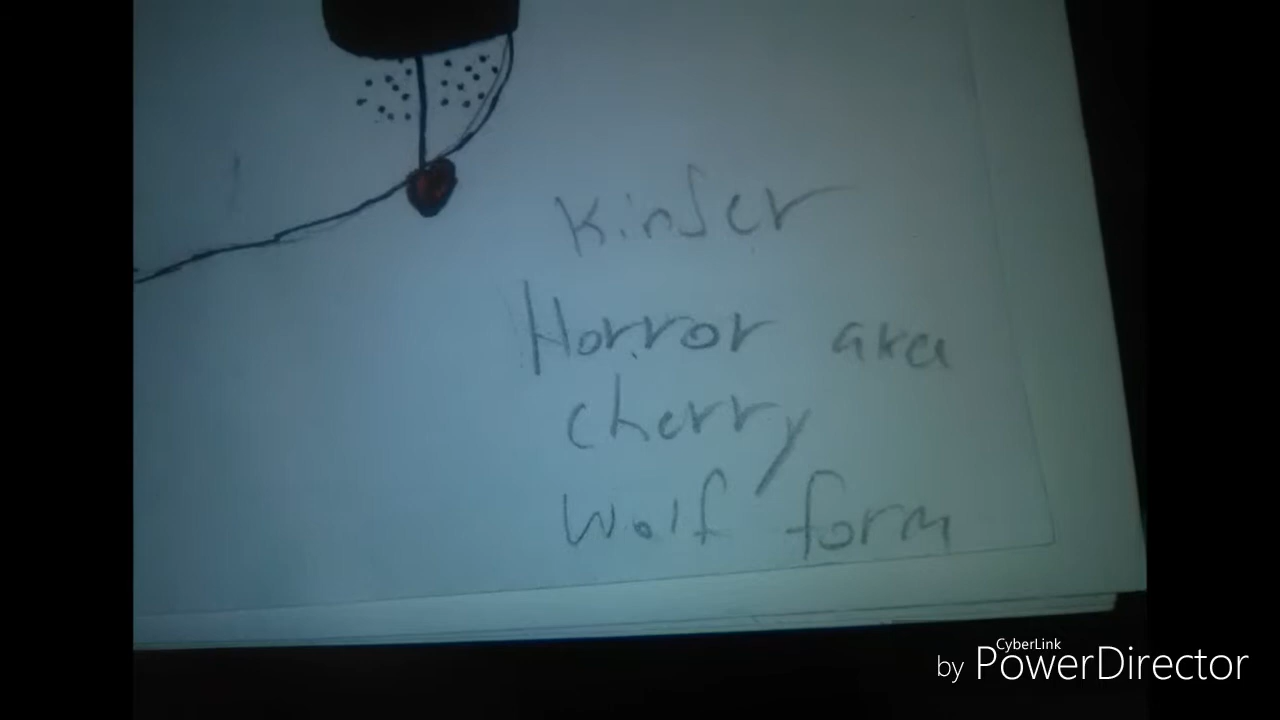 Kinser
Horror aka
cherry
Wolf form
CyberLink
by PowerDirector